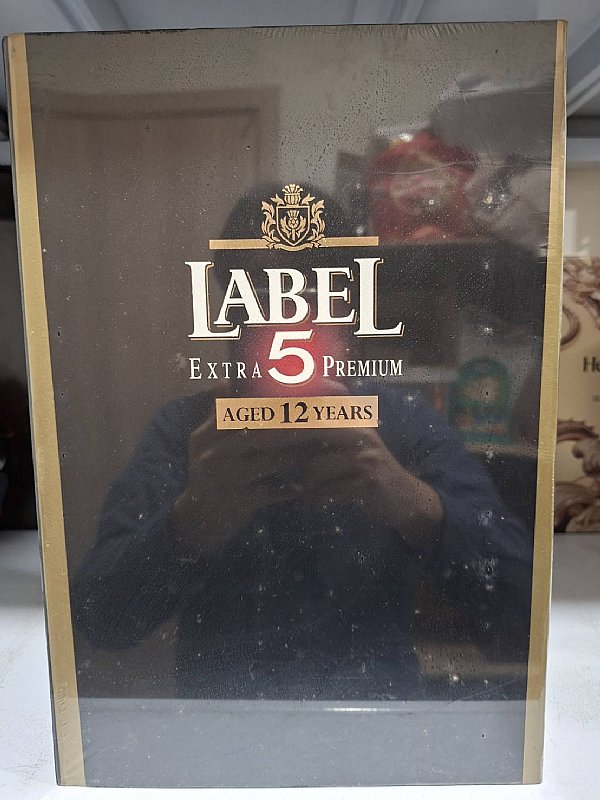 LABEL
5
EXTRA PREMIUM
AGED 12 YEARS